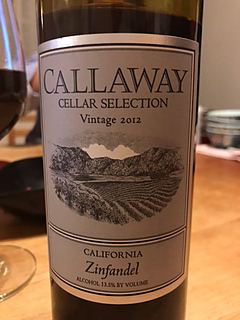 CALLAWAY
CELLAR SELECTION
Vintage 2012
CALIFORNIA
Zinfandel
ALCOHOL 13.5% BY VOLUME